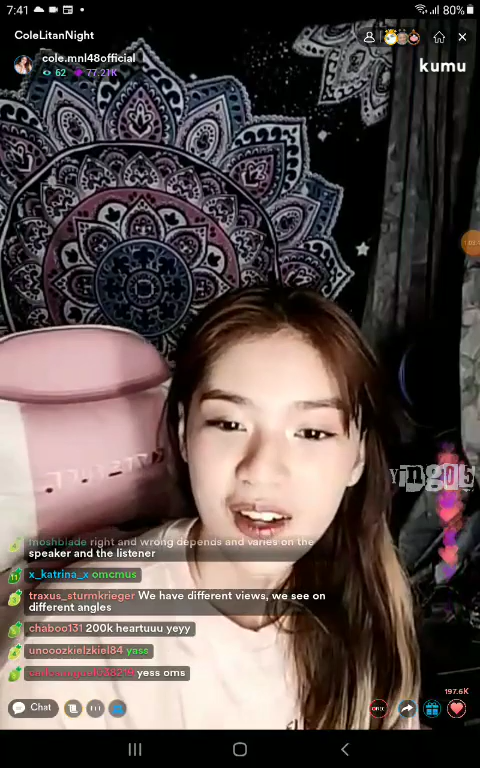 7:41
80%
ColeLitanNight
cole.mnl48official
62 77.21K
kumu
Yng05
moshblade right and wrong depends and varies on the
speaker and the listener
x_katrina_x omcmus
traxus_sturmkrieger We have different views, we see on
different angles
chaboo131 200k heartuuu yeyy
unooozkielzkiel84 yass
yess oms
197.6K
Chat